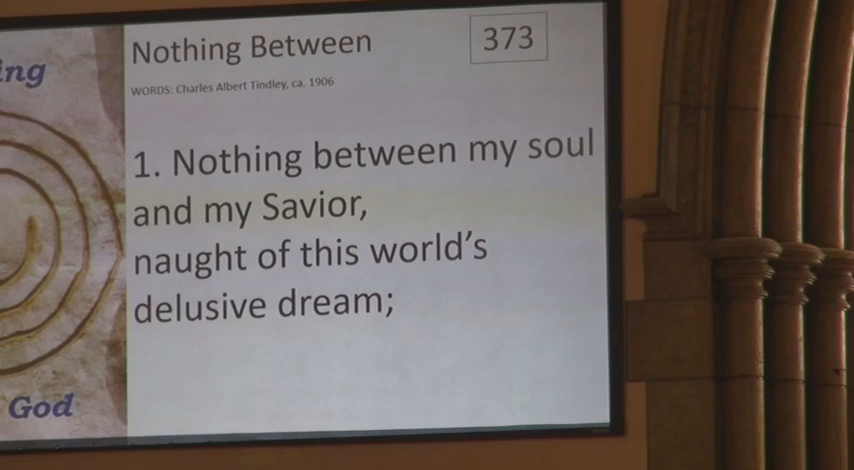 ing
God
Nothing Between
373
WORDS: Charles Albert Tindley, ca. 1906
1. Nothing between my soul
and my Savior,
naught of this world's
delusive dream;